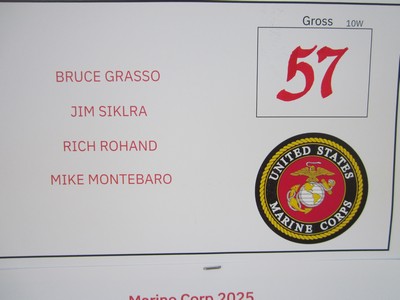 Gross 10W
57
BRUCE GRASSO
JIM SIKLRA
RICH ROHAND
MIKE MONTEBARO
UNITED STATES
MARINE CORPS
Marine Corp 2025